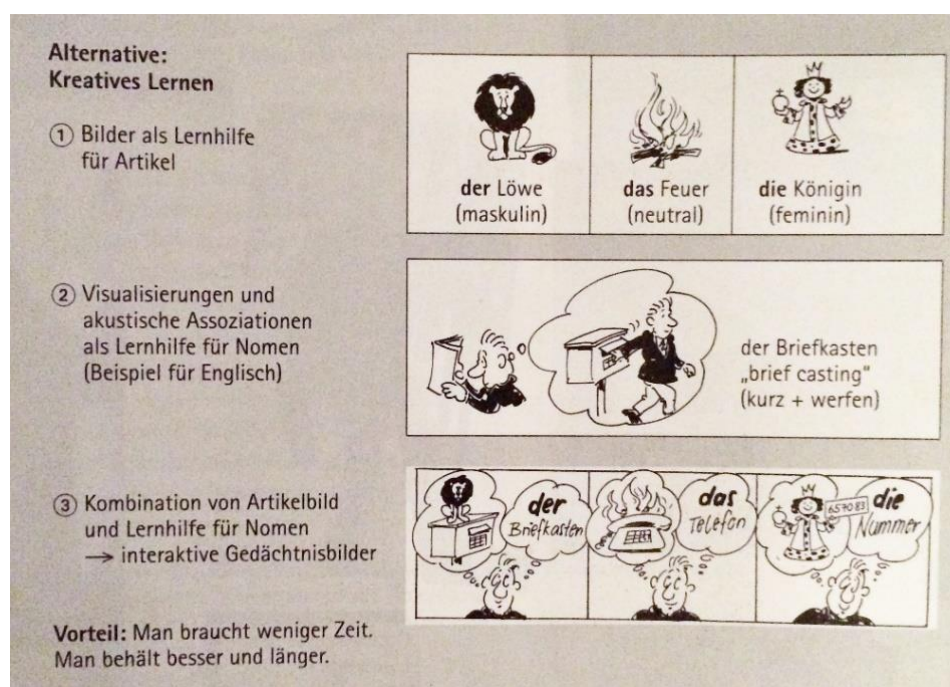 Alternative:
Kreatives Lernen
① Bilder als Lernhilfe
für Artikel
der Löwe
(maskulin)
das Feuer
(neutral)
die Königin
(feminin)
② Visualisierungen und
akustische Assoziationen
als Lernhilfe für Nomen
(Beispiel für Englisch)
der Briefkasten
„brief casting“
(kurz + werfen)
③ Kombination von Artikelbild
und Lernhilfe für Nomen
→ interaktive Gedächtnisbilder
der
Briefkasten
das
Telefon
657083
die
Nummer
Vorteil: Man braucht weniger Zeit.
Man behält besser und länger.